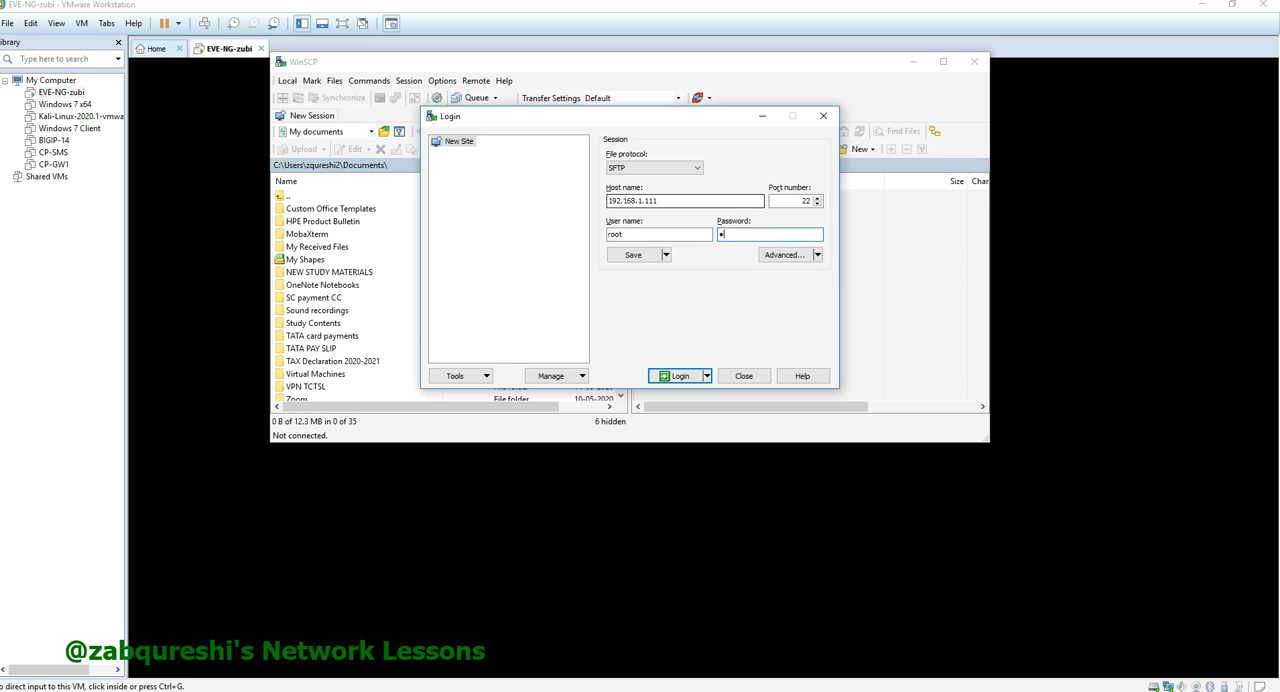 EVE-NG-zubi - VMware Workstation
File Edit View VM Tabs Help
ibrary
Type here to search
Home
EVE-NG-zubi
My Computer
EVE-NG-zubi
Windows 7 x64
Kali-Linux-2020.1-vmwa
Windows 7 Client
BIGIP-14
CP-SMS
CP-GW1
Shared VMs
WinSCP
Local Mark Files Commands Session Options Remote Help
Synchronize
Queue
Transfer Settings Default
New Session
My documents
Find Files
Upload
Edit
New
C:\Users\zqureshi2\Documents\
Name
Size
Char
..
Custom Office Templates
HPE Product Bulletin
MobaXterm
My Received Files
My Shapes
NEW STUDY MATERIALS
OneNote Notebooks
SC payment CC
Sound recordings
Study Contents
TATA card payments
TATA PAY SLIP
TAX Declaration 2020-2021
Virtual Machines
VPN TCTSL
Zoom
File folder
10-05-2020
0 B of 12.3 MB in 0 of 35
6 hidden
Not connected.
Login
New Site
Session
File protocol:
SFTP
Host name:
Port number:
192.168.1.111
22
User name:
Password:
root
Save
Advanced...
Tools
Manage
Login
Close
Help
@zabqureshi's Network Lessons
o direct input to this VM, click inside or press Ctrl+G.